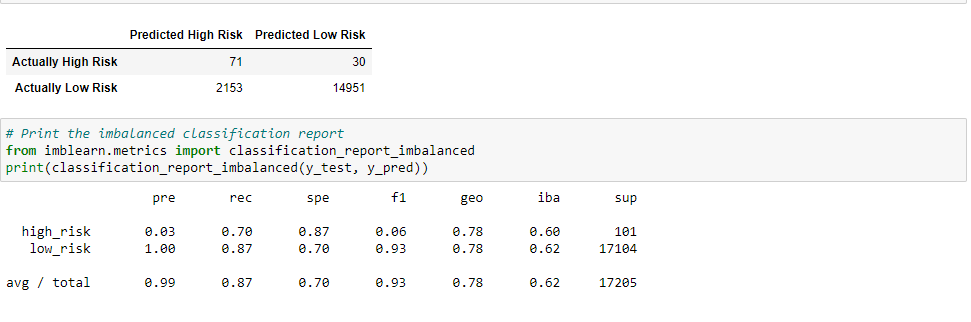 Predicted High Risk Predicted Low Risk
Actually High Risk 71 30
Actually Low Risk 2153 14951
# Print the imbalanced classification report
from imblearn.metrics import classification_report_imbalanced
print(classification_report_imbalanced(y_test, y_pred))
pre rec spe f1 geo iba sup
high_risk 0.03 0.70 0.87 0.06 0.78 0.60 101
low_risk 1.00 0.87 0.70 0.93 0.78 0.62 17104
avg / total 0.99 0.87 0.70 0.93 0.78 0.62 17205